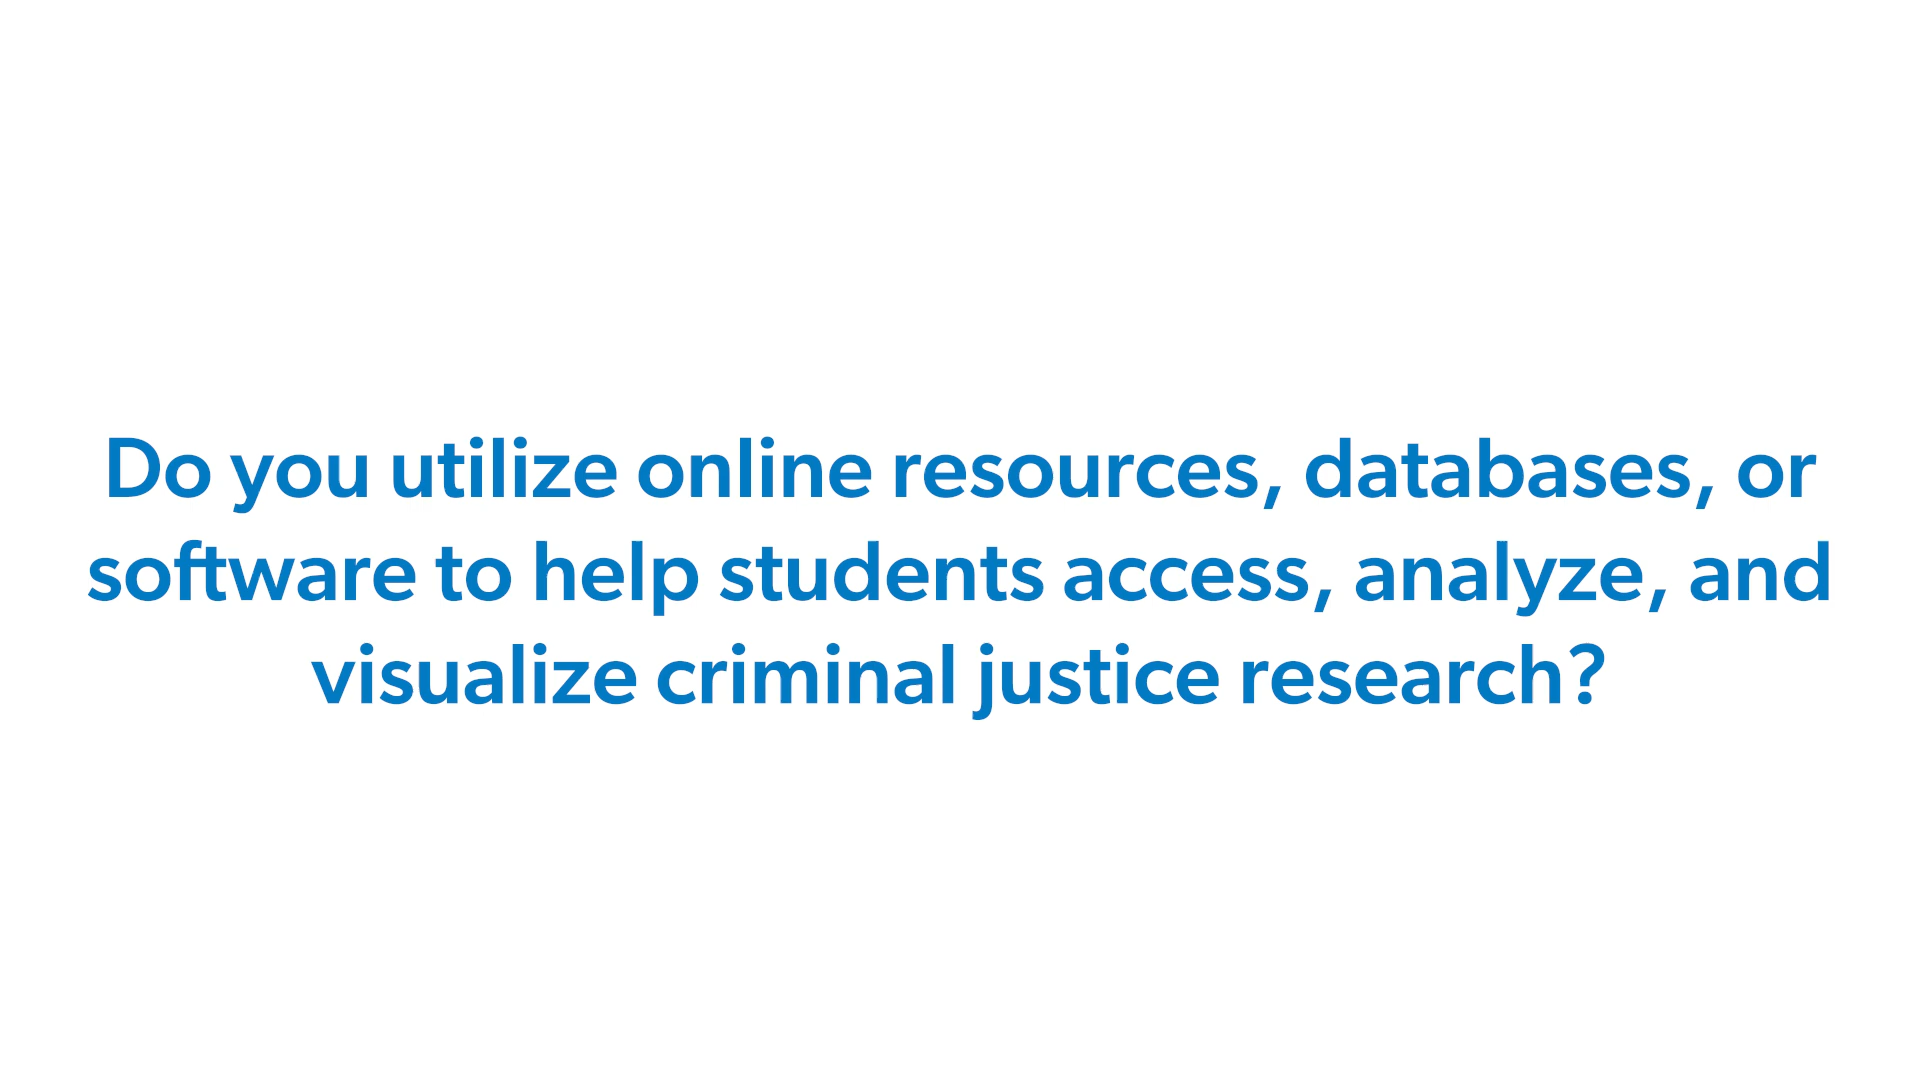 Do you utilize online resources, databases, or
software to help students access, analyze, and
visualize criminal justice research?